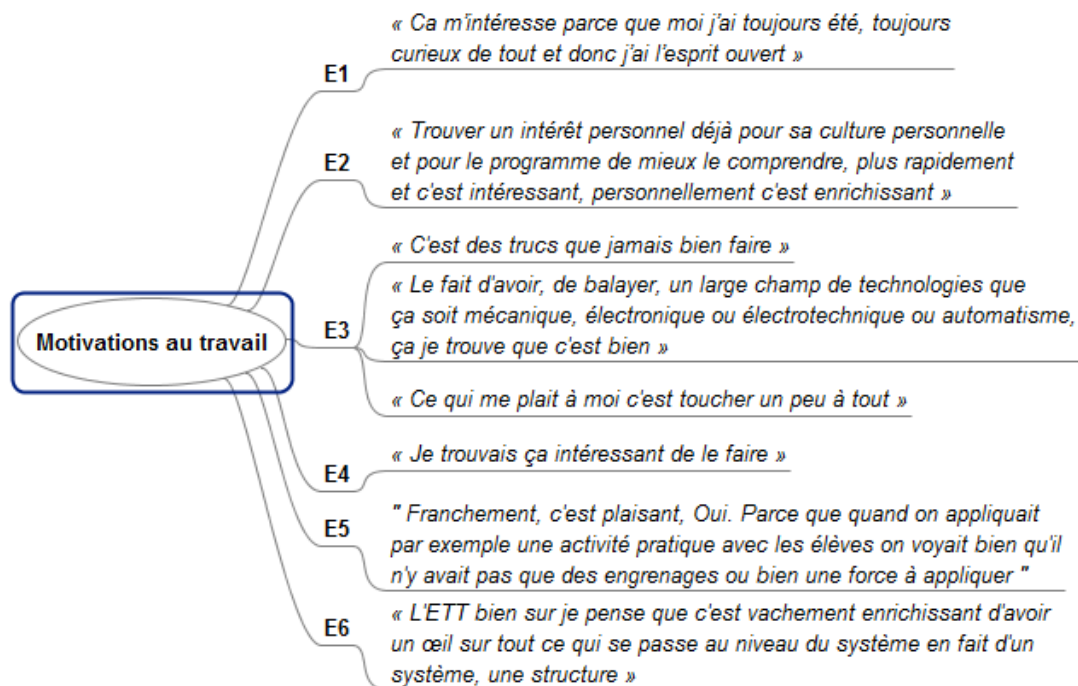 « Ca m'intéresse parce que moi j'ai toujours été, toujours
curieux de tout et donc j'ai l'esprit ouvert »
E1
« Trouver un intérêt personnel déjà pour sa culture personnelle
et pour le programme de mieux le comprendre, plus rapidement
et c'est intéressant, personnellement c'est enrichissant »
E2
Motivations au travail
E3
« C'est des trucs que jamais bien faire »
« Le fait d'avoir, de balayer, un large champ de technologies que
ça soit mécanique, électronique ou électrotechnique ou automatisme,
ça je trouve que c'est bien »
« Ce qui me plait à moi c'est toucher un peu à tout »
E4
« Je trouvais ça intéressant de le faire »
E5
" Franchement, c'est plaisant, Oui. Parce que quand on appliquait
par exemple une activité pratique avec les élèves on voyait bien qu'il
n'y avait pas que des engrenages ou bien une force à appliquer "
E6
« L'ETT bien sur je pense que c'est vachement enrichissant d'avoir
un œil sur tout ce qui se passe au niveau du système en fait d'un
système, une structure »